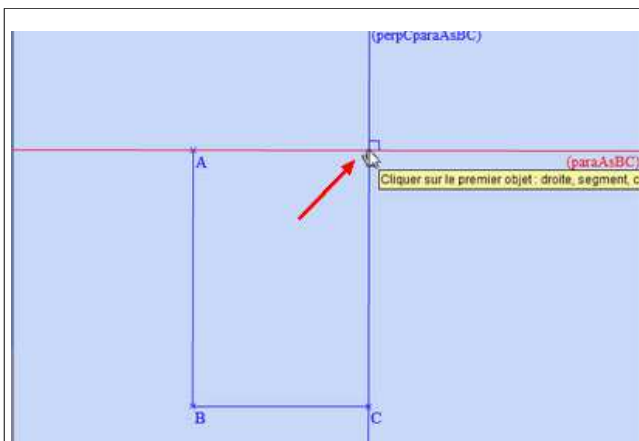 (perpCparaAsBC)
A
(paraAsBC)
Cliquer sur le premier objet : droite, segment, c
B
C